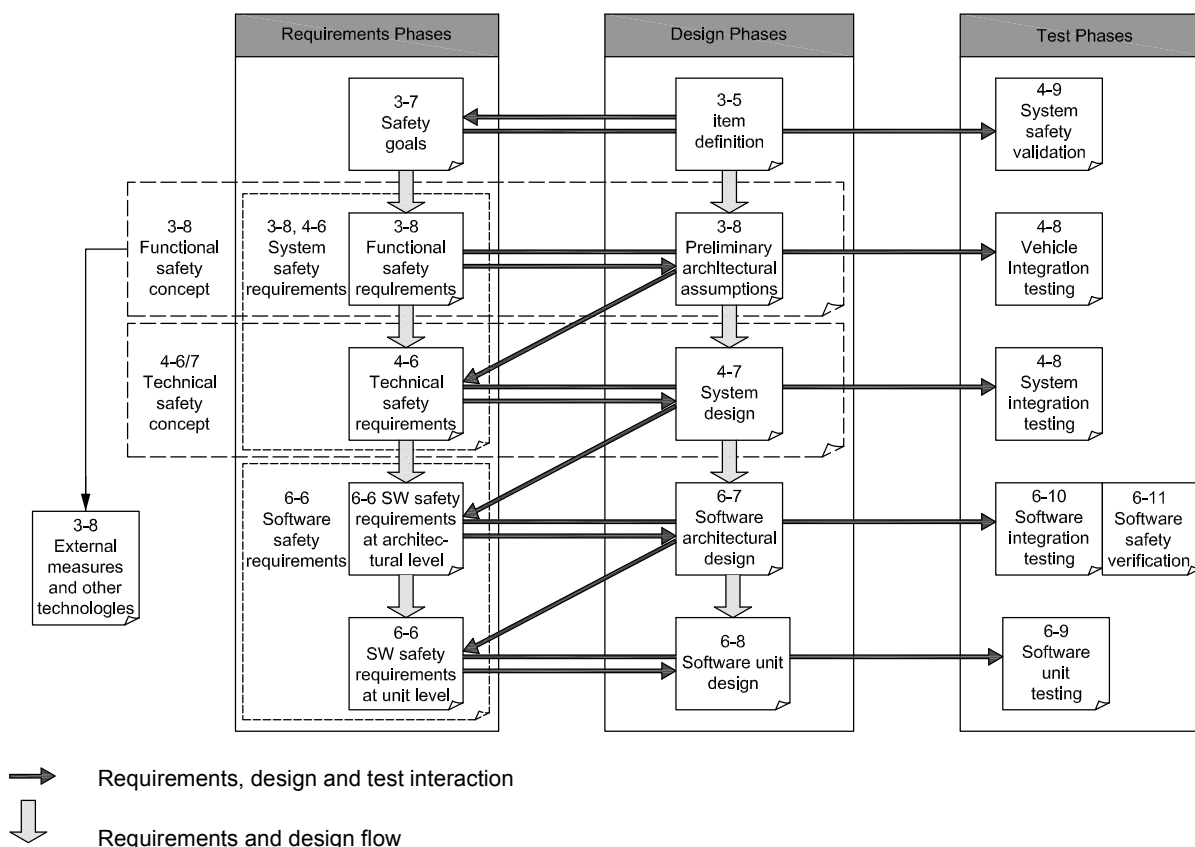 Requirements Phases
Design Phases
Test Phases
3-7
Safety
goals
3-5
item
definition
4-9
System
safety
validation
3-8
Functional
safety
concept
3-8, 4-6
System
safety
requirements
3-8
Functional
safety
requlrements
3-8
Preliminary
architectural
assumptions
4-8
Vehicle
Integration
testing
4-6/7
Technical
safety
concept
4-6
Technical
safety
requirements
4-7
System
design
4-8
System
integration
testing
3-8
External
measures
and other
technologies
6-6
Software
safety
requirements
6-6 SW safety
requirements
at architec-
tural level
6-7
Software
architectural
design
6-10
Software
integration
testing
6-11
Software
safety
verification
6-6
SW safety
requirements
at unit level
6-8
Software unit
design
6-9
Software
unit
testing
Requirements, design and test interaction
Requirements and design flow